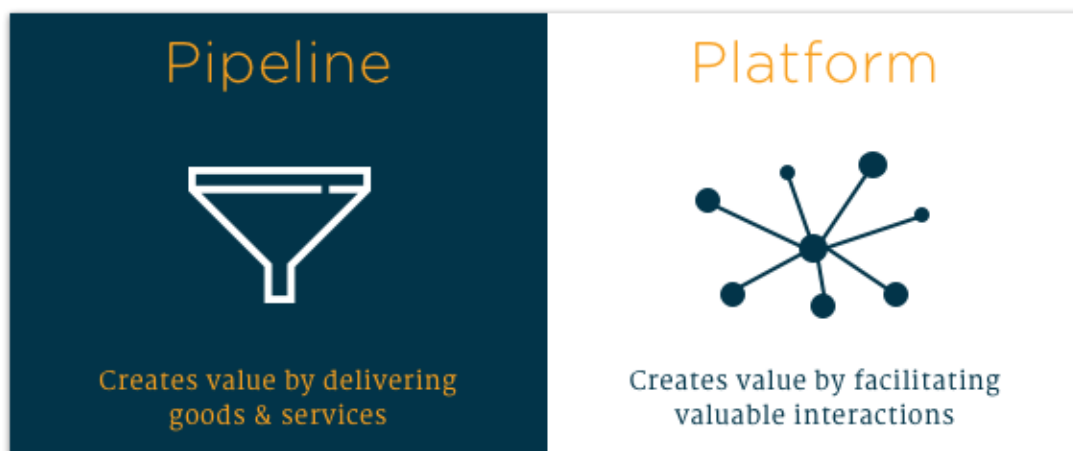 Pipeline
Creates value by delivering
goods & services
Platform
Creates value by facilitating
valuable interactions